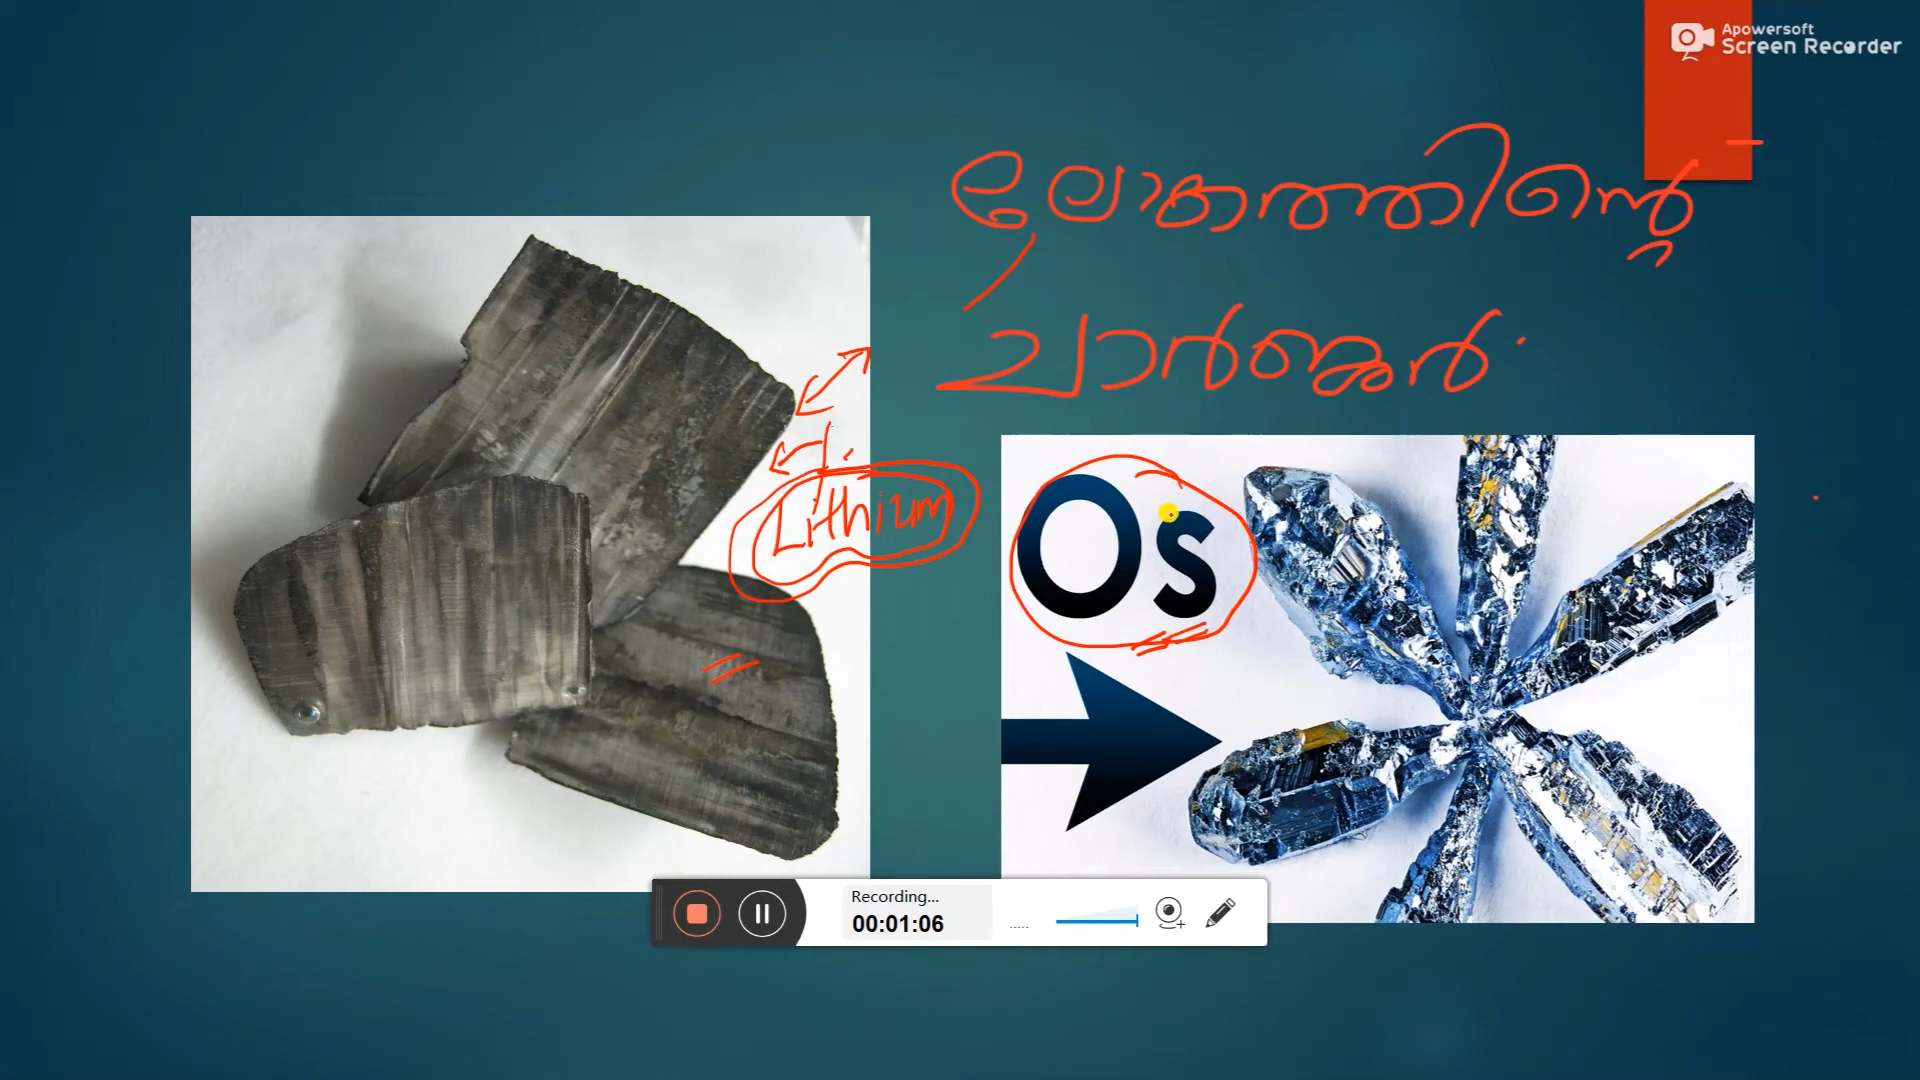 Apowersoft
Screen Recorder
ലോകത്തിന്റെ
ചാർജ്ജർ
Lithium
Os
Recording...
00:01:06